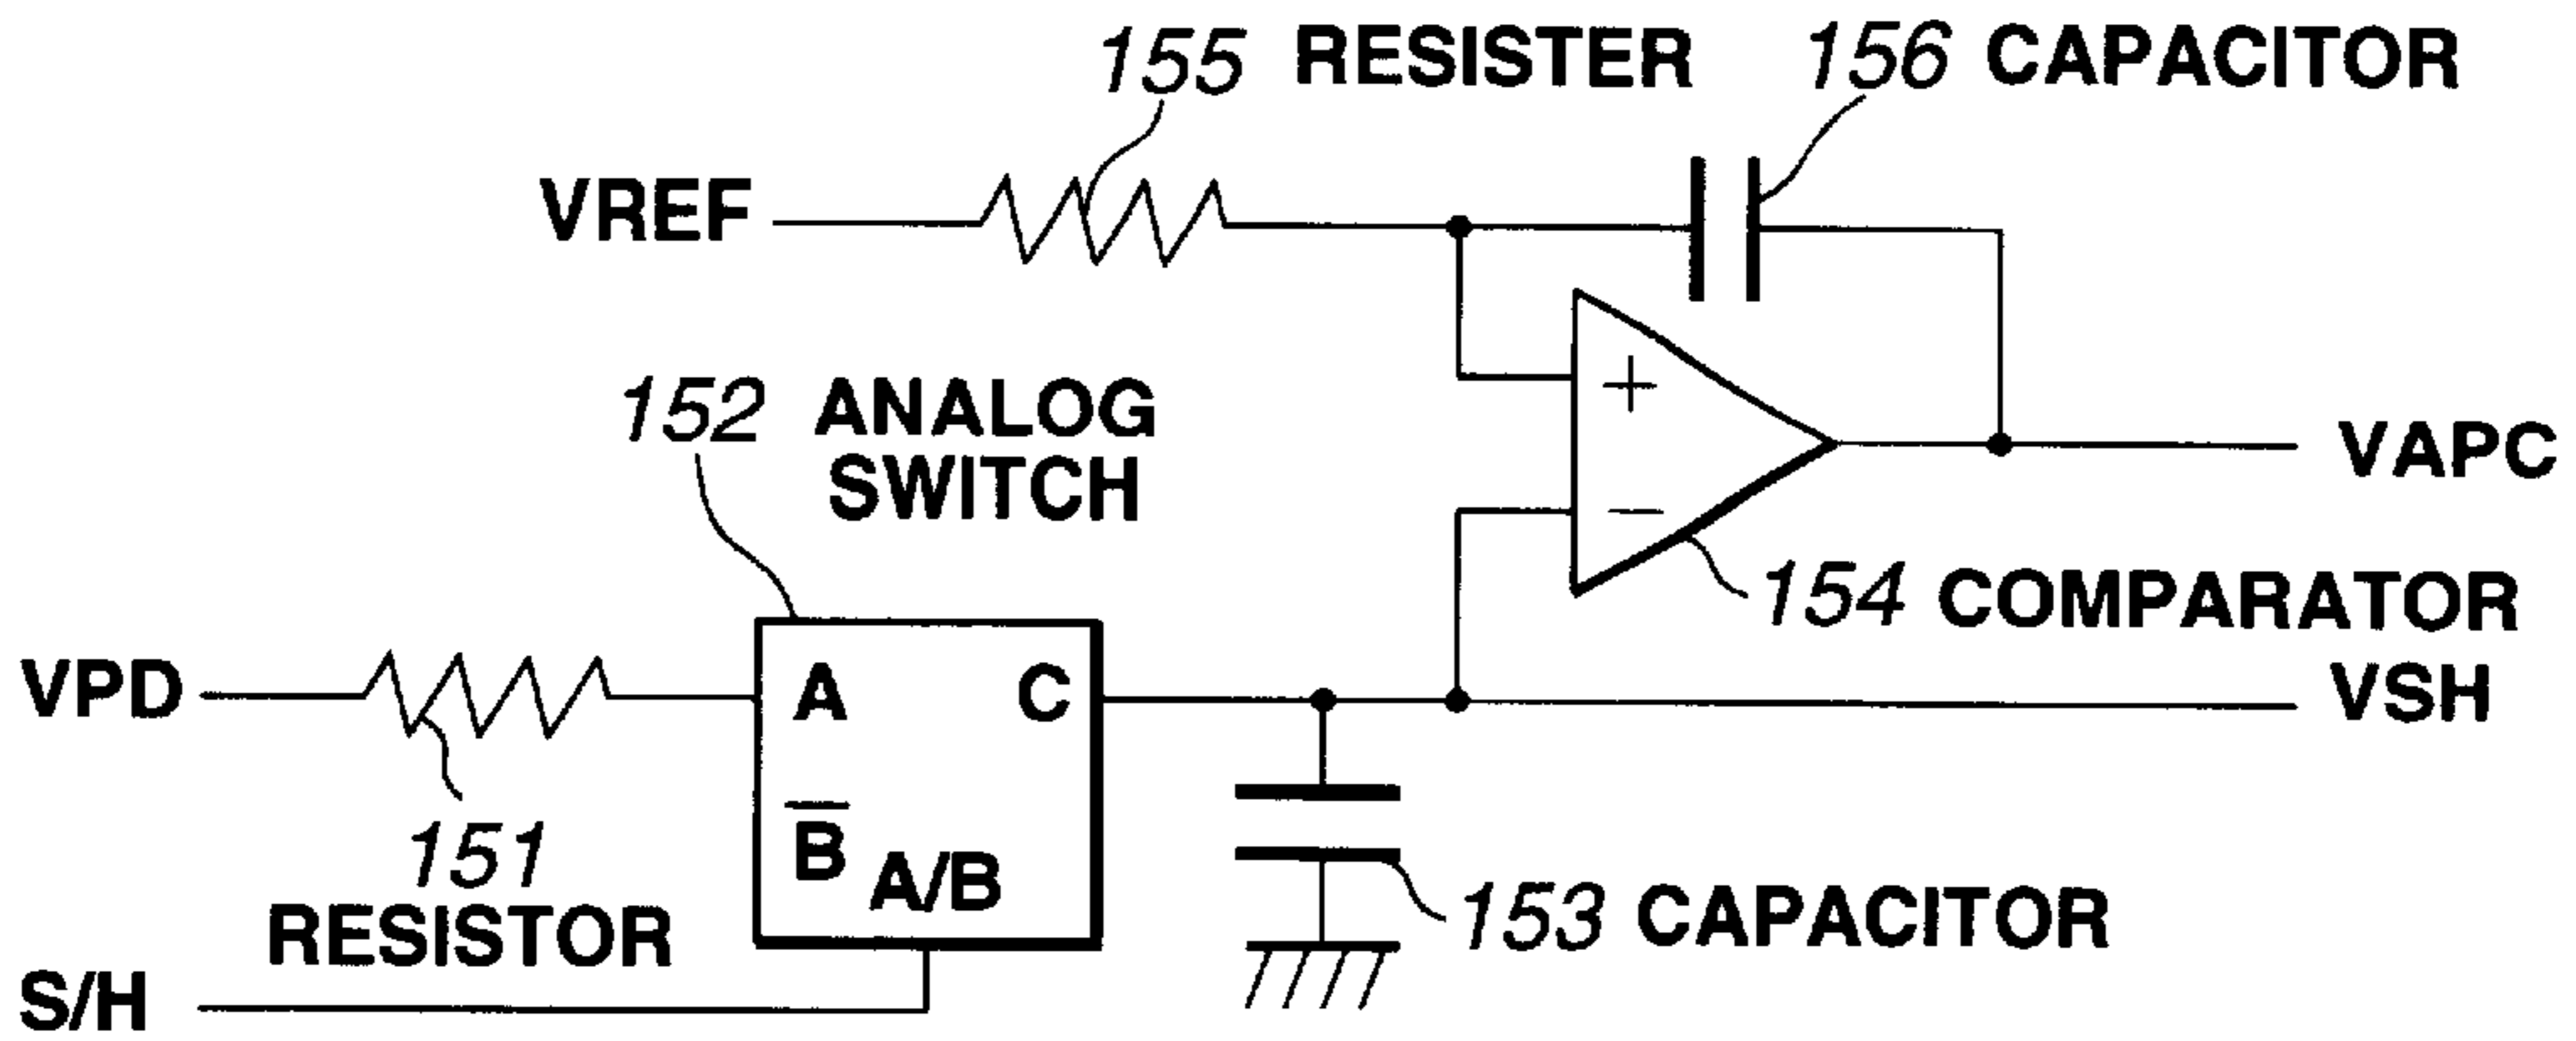 155 RESISTER
156 CAPACITOR
VREF
152 ANALOG
SWITCH
+
−
VAPC
154 COMPARATOR
VPD
A
C
VSH
B̅
A/B
151
RESISTOR
153 CAPACITOR
S/H